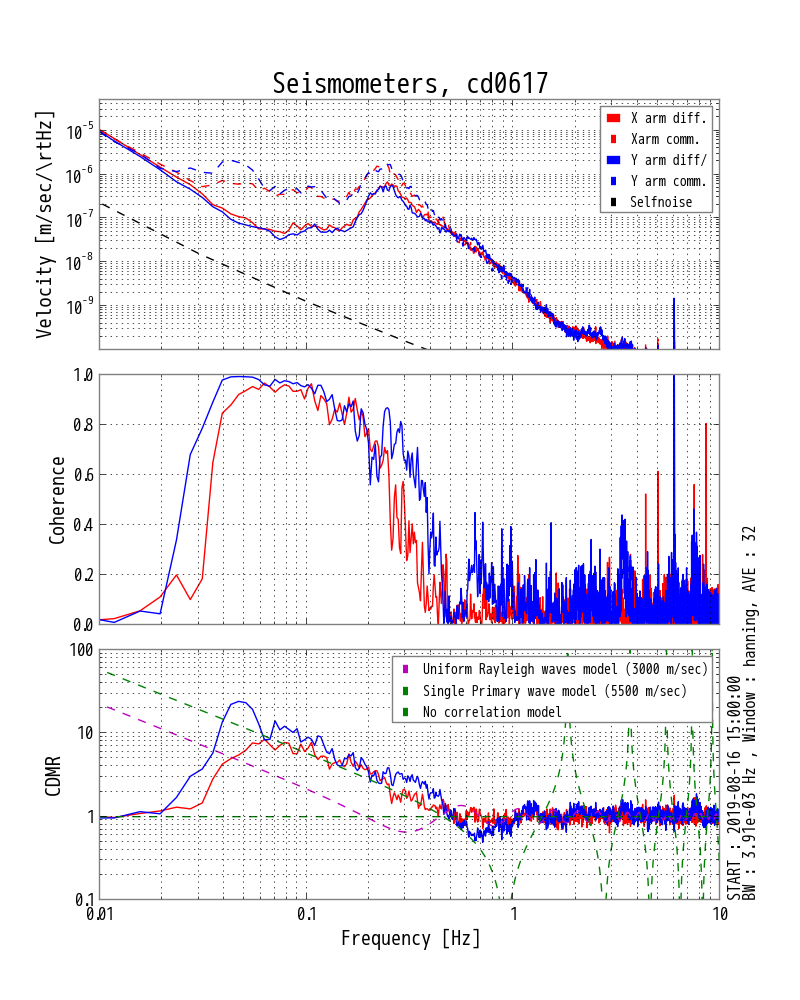 Seismometers, cd0617
Velocity [m/sec/\rtHz]
10^-5
10^-6
10^-7
10^-8
10^-9
X arm diff.
Xarm comm.
Y arm diff/
Y arm comm.
Selfnoise
Coherence
1.0
0.8
0.6
0.4
0.2
0.0
CDMR
100
10
1
0.1
Uniform Rayleigh waves model (3000 m/sec)
Single Primary wave model (5500 m/sec)
No correlation model
0.01
0.1
1
10
Frequency [Hz]
START : 2019-08-16 15:00:00
BW : 3.91e-03 Hz , Window : hanning, AVE : 32